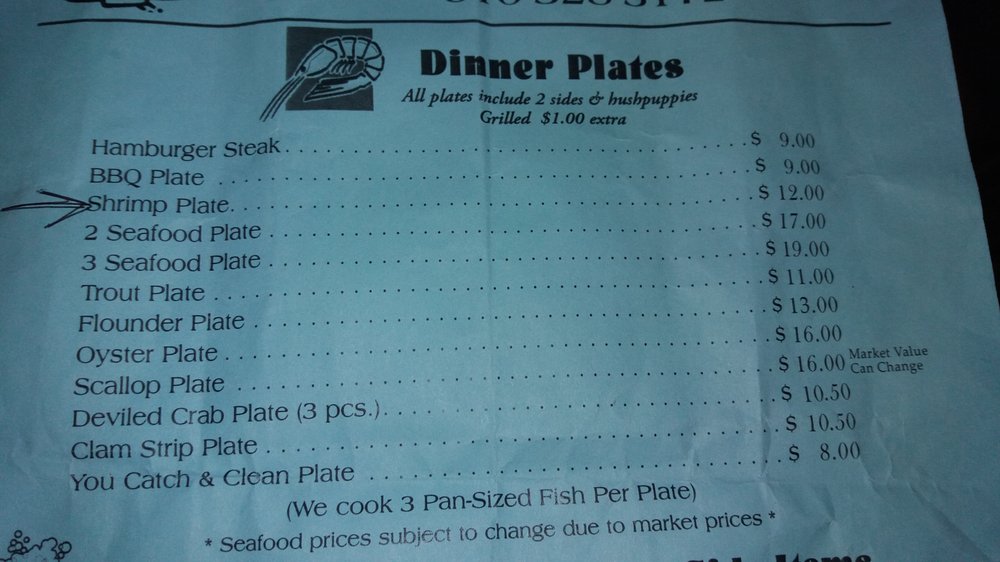 Dinner Plates
All plates include 2 sides & hushpuppies
Grilled $1.00 extra
Hamburger Steak . . . . . . . . . . $ 9.00
BBQ Plate . . . . . . . . . . $ 9.00
Shrimp Plate. . . . . . . . . . $ 12.00
2 Seafood Plate . . . . . . . . . . $ 17.00
3 Seafood Plate . . . . . . . . . . $ 19.00
Trout Plate . . . . . . . . . . $ 11.00
Flounder Plate . . . . . . . . . . $ 13.00
Oyster Plate . . . . . . . . . . $ 16.00
Scallop Plate . . . . . . . . . . $ 16.00 Market Value Can Change
Deviled Crab Plate (3 pcs.). . . . . . . . . . $ 10.50
Clam Strip Plate . . . . . . . . . . $ 10.50
You Catch & Clean Plate . . . . . . . . . . $ 8.00
(We cook 3 Pan-Sized Fish Per Plate)
* Seafood prices subject to change due to market prices *
Side Items